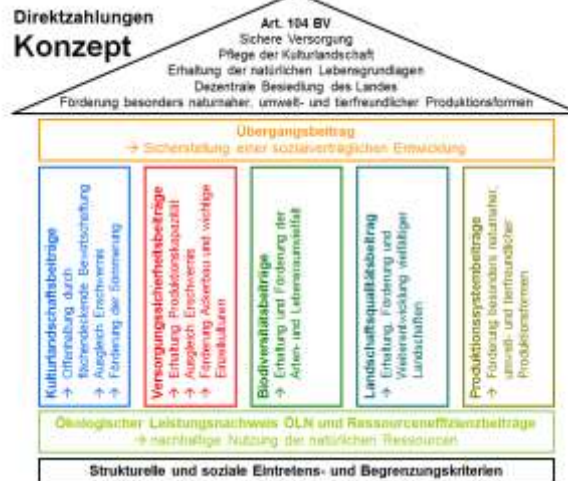 Direktzahlungen
Konzept
Art. 104 BV
Sichere Versorgung
Pflege der Kulturlandschaft
Erhaltung der natürlichen Lebensgrundlagen
Dezentrale Besiedlung des Landes
Förderung besonders naturnaher, umwelt- und tierfreundlicher Produktionsformen
Übergangsbeitrag
→ Sicherstellung einer sozialverträglichen Entwicklung
Kulturlandschaftsbeiträge
→ Offenhaltung durch
flächendeckende Bewirtschaftung
→ Ausgleich Erschwernis
→ Förderung der Sömmerung
Versorgungssicherheitsbeiträge
→ Erhaltung Produktionskapazität
→ Ausgleich Erschwernis
→ Förderung Ackerbau und wichtige
Einzelkulturen
Biodiversitätsbeiträge
→ Erhaltung und Förderung der
Arten- und Lebensraumvielfalt
Landschaftsqualitätsbeitrag
→ Erhaltung, Förderung und
Weiterentwicklung vielfältiger
Landschaften
Produktionssystembeiträge
→ Förderung besonders naturnaher,
umwelt- und tierfreundlicher
Produktionsformen
Ökologischer Leistungsnachweis ÖLN und Ressourceneffizienzbeiträge
→ nachhaltige Nutzung der natürlichen Ressourcen
Strukturelle und soziale Eintretens- und Begrenzungskriterien